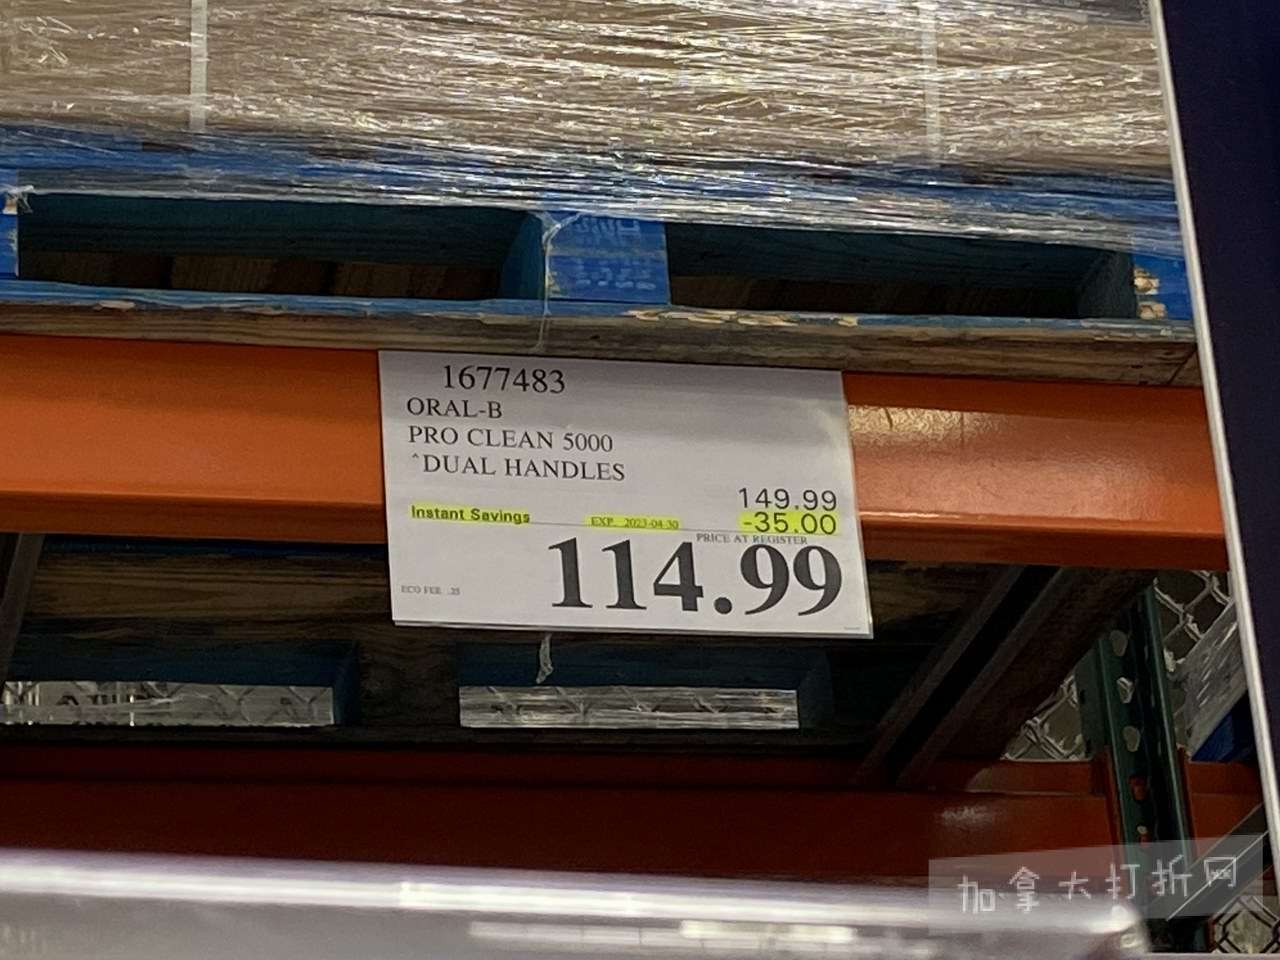 1677483
ORAL-B
PRO CLEAN 5000
^DUAL HANDLES
149.99
Instant Savings EXP. 2023-04-30 -35.00
PRICE AT REGISTER
114.99
ECO FEE .25
加拿大打折网